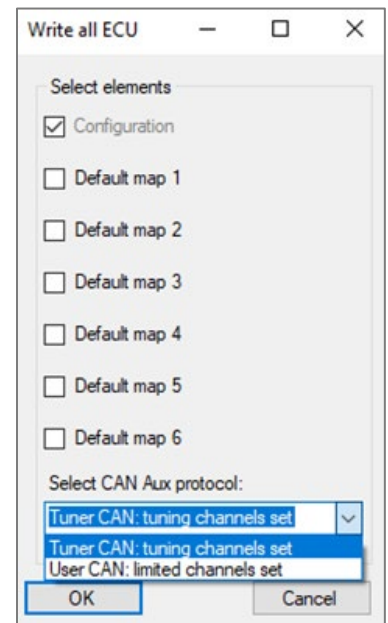 Write all ECU
Select elements
Configuration
Default map 1
Default map 2
Default map 3
Default map 4
Default map 5
Default map 6
Select CAN Aux protocol:
Tuner CAN: tuning channels set
Tuner CAN: tuning channels set
User CAN: limited channels set
OK Cancel